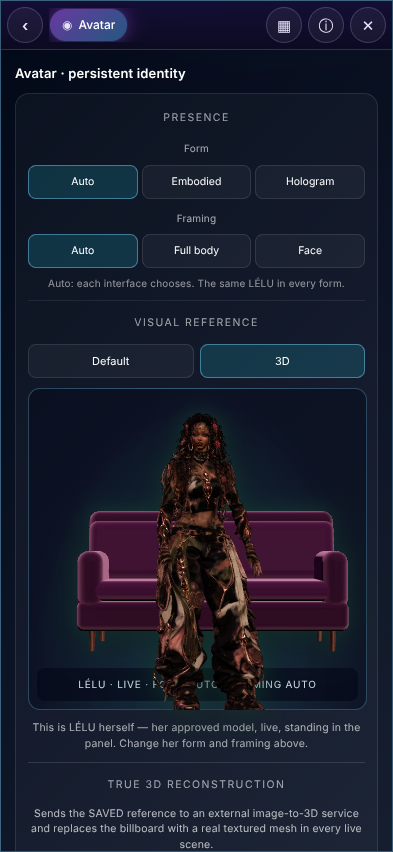 Avatar
Avatar · persistent identity
PRESENCE
Form
Auto
Embodied
Hologram
Framing
Auto
Full body
Face
Auto: each interface chooses. The same LÉLU in every form.
VISUAL REFERENCE
Default
3D
LÉLU · LIVE · AUTO
This is LÉLU herself — her approved model, live, standing in the
panel. Change her form and framing above.
TRUE 3D RECONSTRUCTION
Sends the SAVED reference to an external image-to-3D service
and replaces the billboard with a real textured mesh in every live
scene.